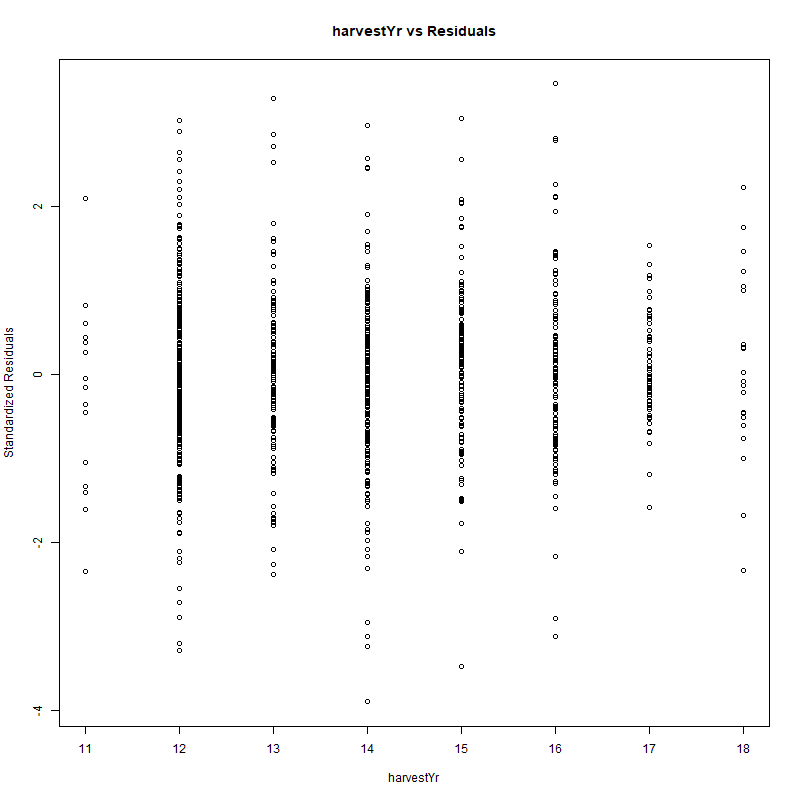 harvestYr vs Residuals
Standardized Residuals
2
0
-2
-4
11 12 13 14 15 16 17 18
harvestYr